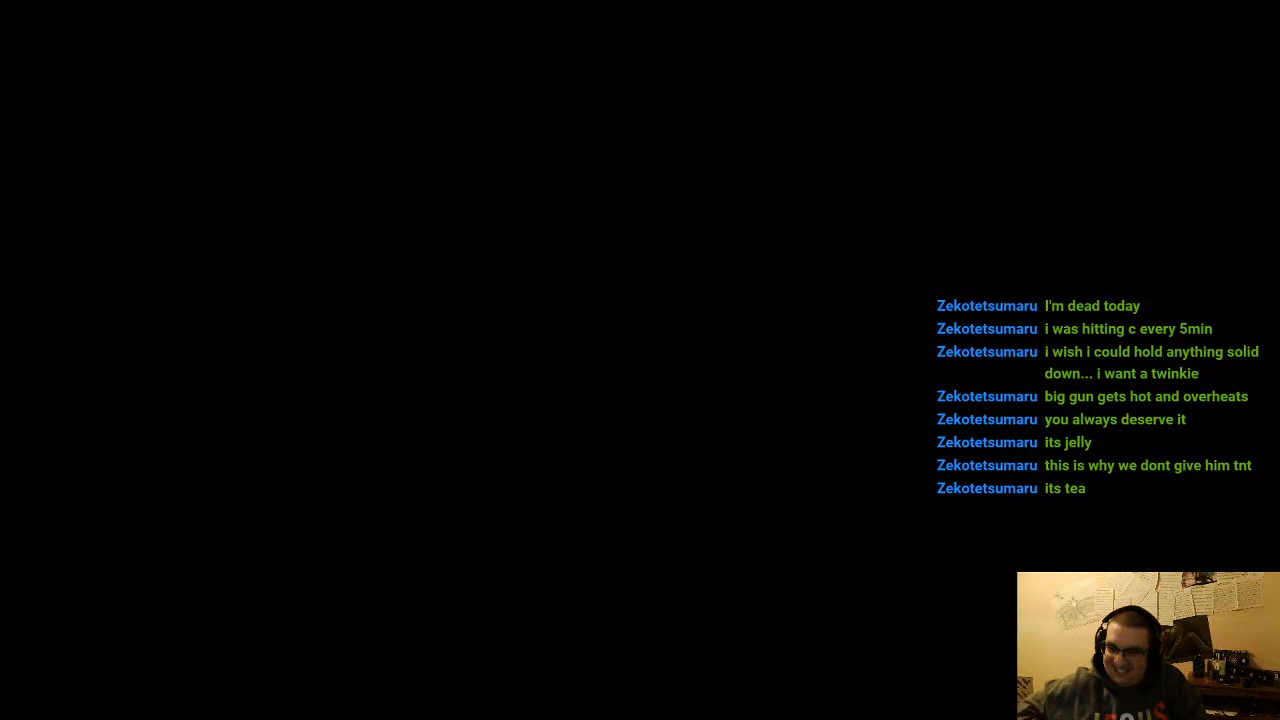 Zekotetsumaru I'm dead today
Zekotetsumaru i was hitting c every 5min
Zekotetsumaru i wish i could hold anything solid
down... i want a twinkie
Zekotetsumaru big gun gets hot and overheats
Zekotetsumaru you always deserve it
Zekotetsumaru its jelly
Zekotetsumaru this is why we dont give him tnt
Zekotetsumaru its tea